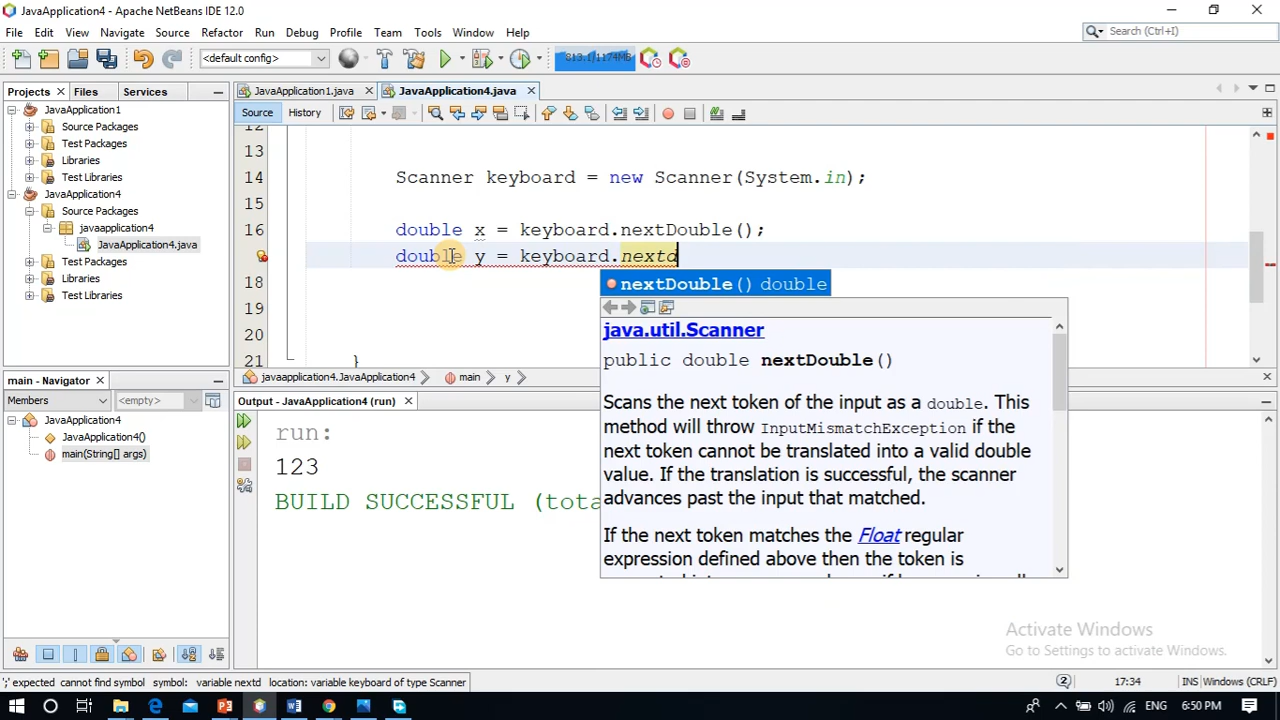 JavaApplication4 - Apache NetBeans IDE 12.0
File Edit View Navigate Source Refactor Run Debug Profile Team Tools Window Help
Search (Ctrl+I)
<default config>
813.1/1174MB
Projects Files Services
JavaApplication1.java JavaApplication4.java
Source History
JavaApplication1
Source Packages
Test Packages
Libraries
Test Libraries
JavaApplication4
Source Packages
javaapplication4
JavaApplication4.java
Test Packages
Libraries
Test Libraries
12
13
14 Scanner keyboard = new Scanner(System.in);
15
16 double x = keyboard.nextDouble();
double y = keyboard.nextd
18
19
20
21 }
nextDouble() double
java.util.Scanner
public double nextDouble()
Scans the next token of the input as a double. This
method will throw InputMismatchException if the
next token cannot be translated into a valid double
value. If the translation is successful, the scanner
advances past the input that matched.
If the next token matches the Float regular
expression defined above then the token is
javaapplication4.JavaApplication4 main y
main - Navigator
Members <empty>
JavaApplication4
JavaApplication4()
main(String[] args)
Output - JavaApplication4 (run)
run:
123
BUILD SUCCESSFUL (tota
Activate Windows
Go to Settings to activate Windows.
';' expected cannot find symbol symbol: variable nextd location: variable keyboard of type Scanner
2 17:34 INS Windows (CRLF)
ENG 6:50 PM